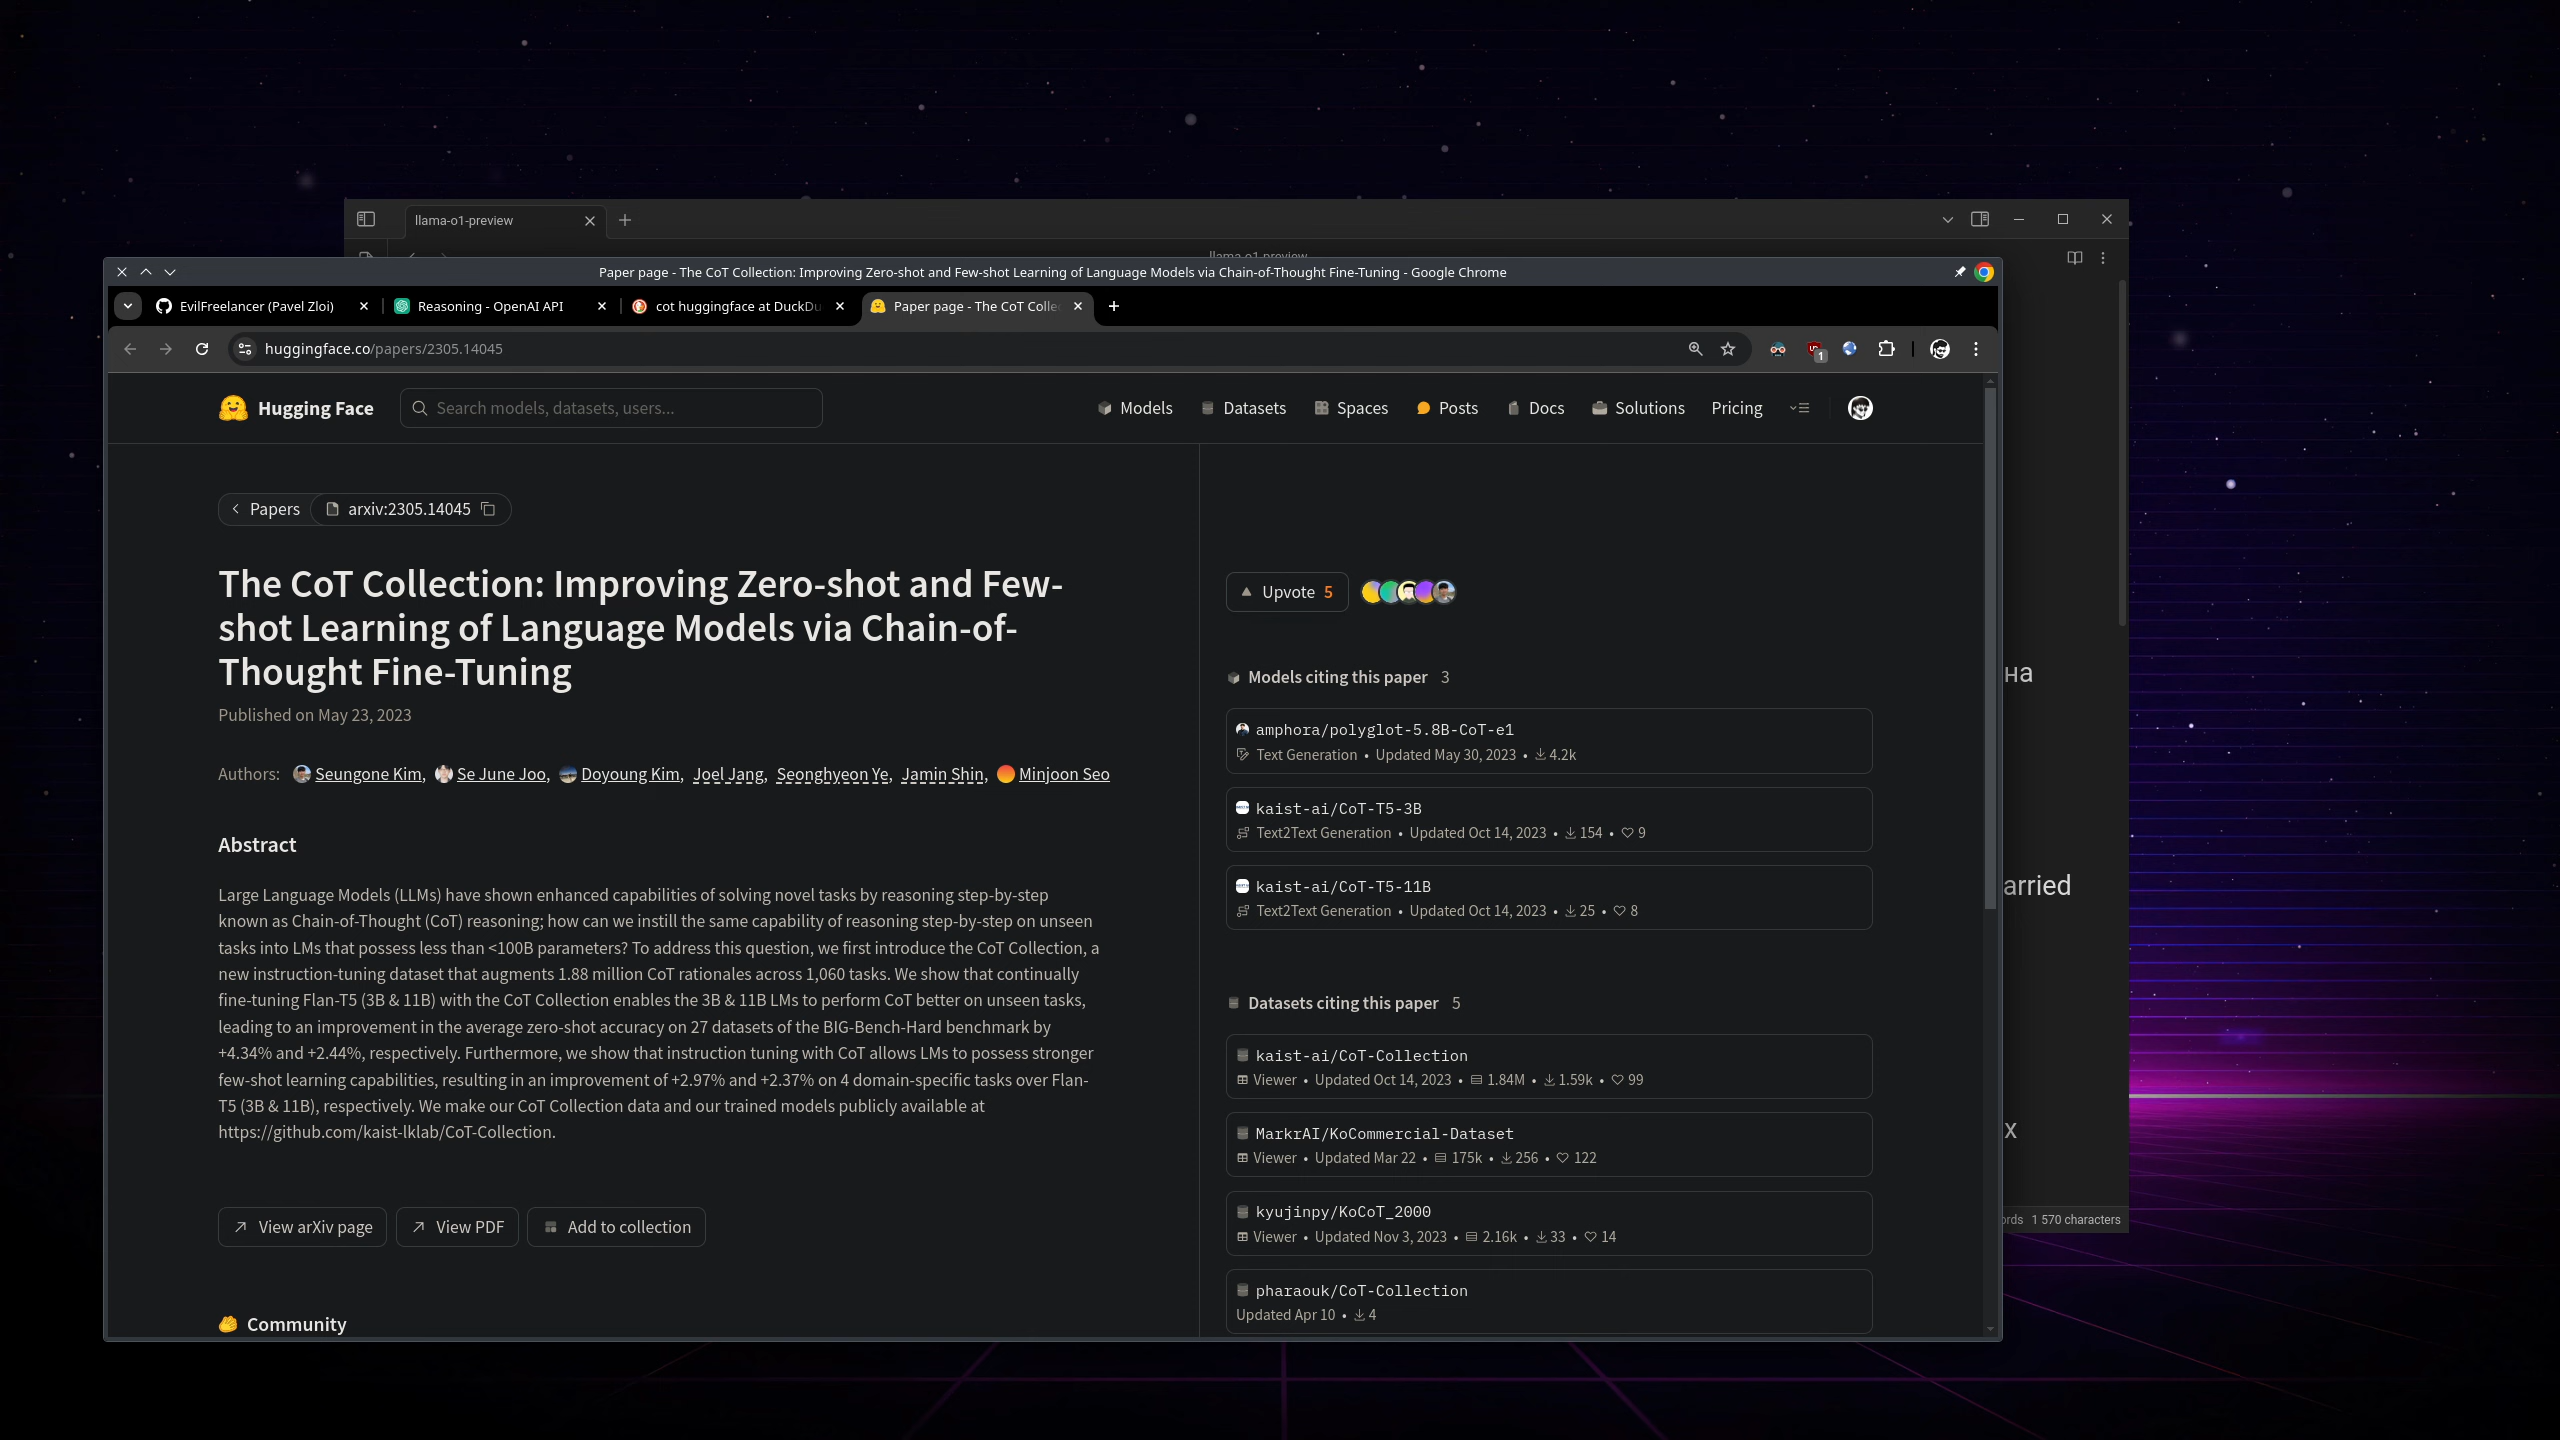 llama-o1-preview
Paper page - The CoT Collection: Improving Zero-shot and Few-shot Learning of Language Models via Chain-of-Thought Fine-Tuning - Google Chrome
EvilFreelancer (Pavel Zloi)
Reasoning - OpenAI API
cot huggingface at DuckDu
Paper page - The CoT Colle
huggingface.co/papers/2305.14045
1
Hugging Face
Search models, datasets, users...
Models
Datasets
Spaces
Posts
Docs
Solutions
Pricing
Papers
arxiv:2305.14045
The CoT Collection: Improving Zero-shot and Few-
shot Learning of Language Models via Chain-of-
Thought Fine-Tuning
Published on May 23, 2023
Authors: Seungone Kim, Se June Joo, Doyoung Kim, Joel Jang, Seonghyeon Ye, Jamin Shin, Minjoon Seo
Abstract
Large Language Models (LLMs) have shown enhanced capabilities of solving novel tasks by reasoning step-by-step
known as Chain-of-Thought (CoT) reasoning; how can we instill the same capability of reasoning step-by-step on unseen
tasks into LMs that possess less than <100B parameters? To address this question, we first introduce the CoT Collection, a
new instruction-tuning dataset that augments 1.88 million CoT rationales across 1,060 tasks. We show that continually
fine-tuning Flan-T5 (3B & 11B) with the CoT Collection enables the 3B & 11B LMs to perform CoT better on unseen tasks,
leading to an improvement in the average zero-shot accuracy on 27 datasets of the BIG-Bench-Hard benchmark by
+4.34% and +2.44%, respectively. Furthermore, we show that instruction tuning with CoT allows LMs to possess stronger
few-shot learning capabilities, resulting in an improvement of +2.97% and +2.37% on 4 domain-specific tasks over Flan-
T5 (3B & 11B), respectively. We make our CoT Collection data and our trained models publicly available at
https://github.com/kaist-lklab/CoT-Collection.
View arXiv page
View PDF
Add to collection
Community
Upvote 5
Models citing this paper 3
amphora/polyglot-5.8B-CoT-e1
Text Generation • Updated May 30, 2023 • 4.2k
kaist-ai/CoT-T5-3B
Text2Text Generation • Updated Oct 14, 2023 • 154 • 9
kaist-ai/CoT-T5-11B
Text2Text Generation • Updated Oct 14, 2023 • 25 • 8
Datasets citing this paper 5
kaist-ai/CoT-Collection
Viewer • Updated Oct 14, 2023 • 1.84M • 1.59k • 99
MarkrAI/KoCommercial-Dataset
Viewer • Updated Mar 22 • 175k • 256 • 122
kyujinpy/KoCoT_2000
Viewer • Updated Nov 3, 2023 • 2.16k • 33 • 14
pharaouk/CoT-Collection
Updated Apr 10 • 4
на
arried
х
1 570 characters